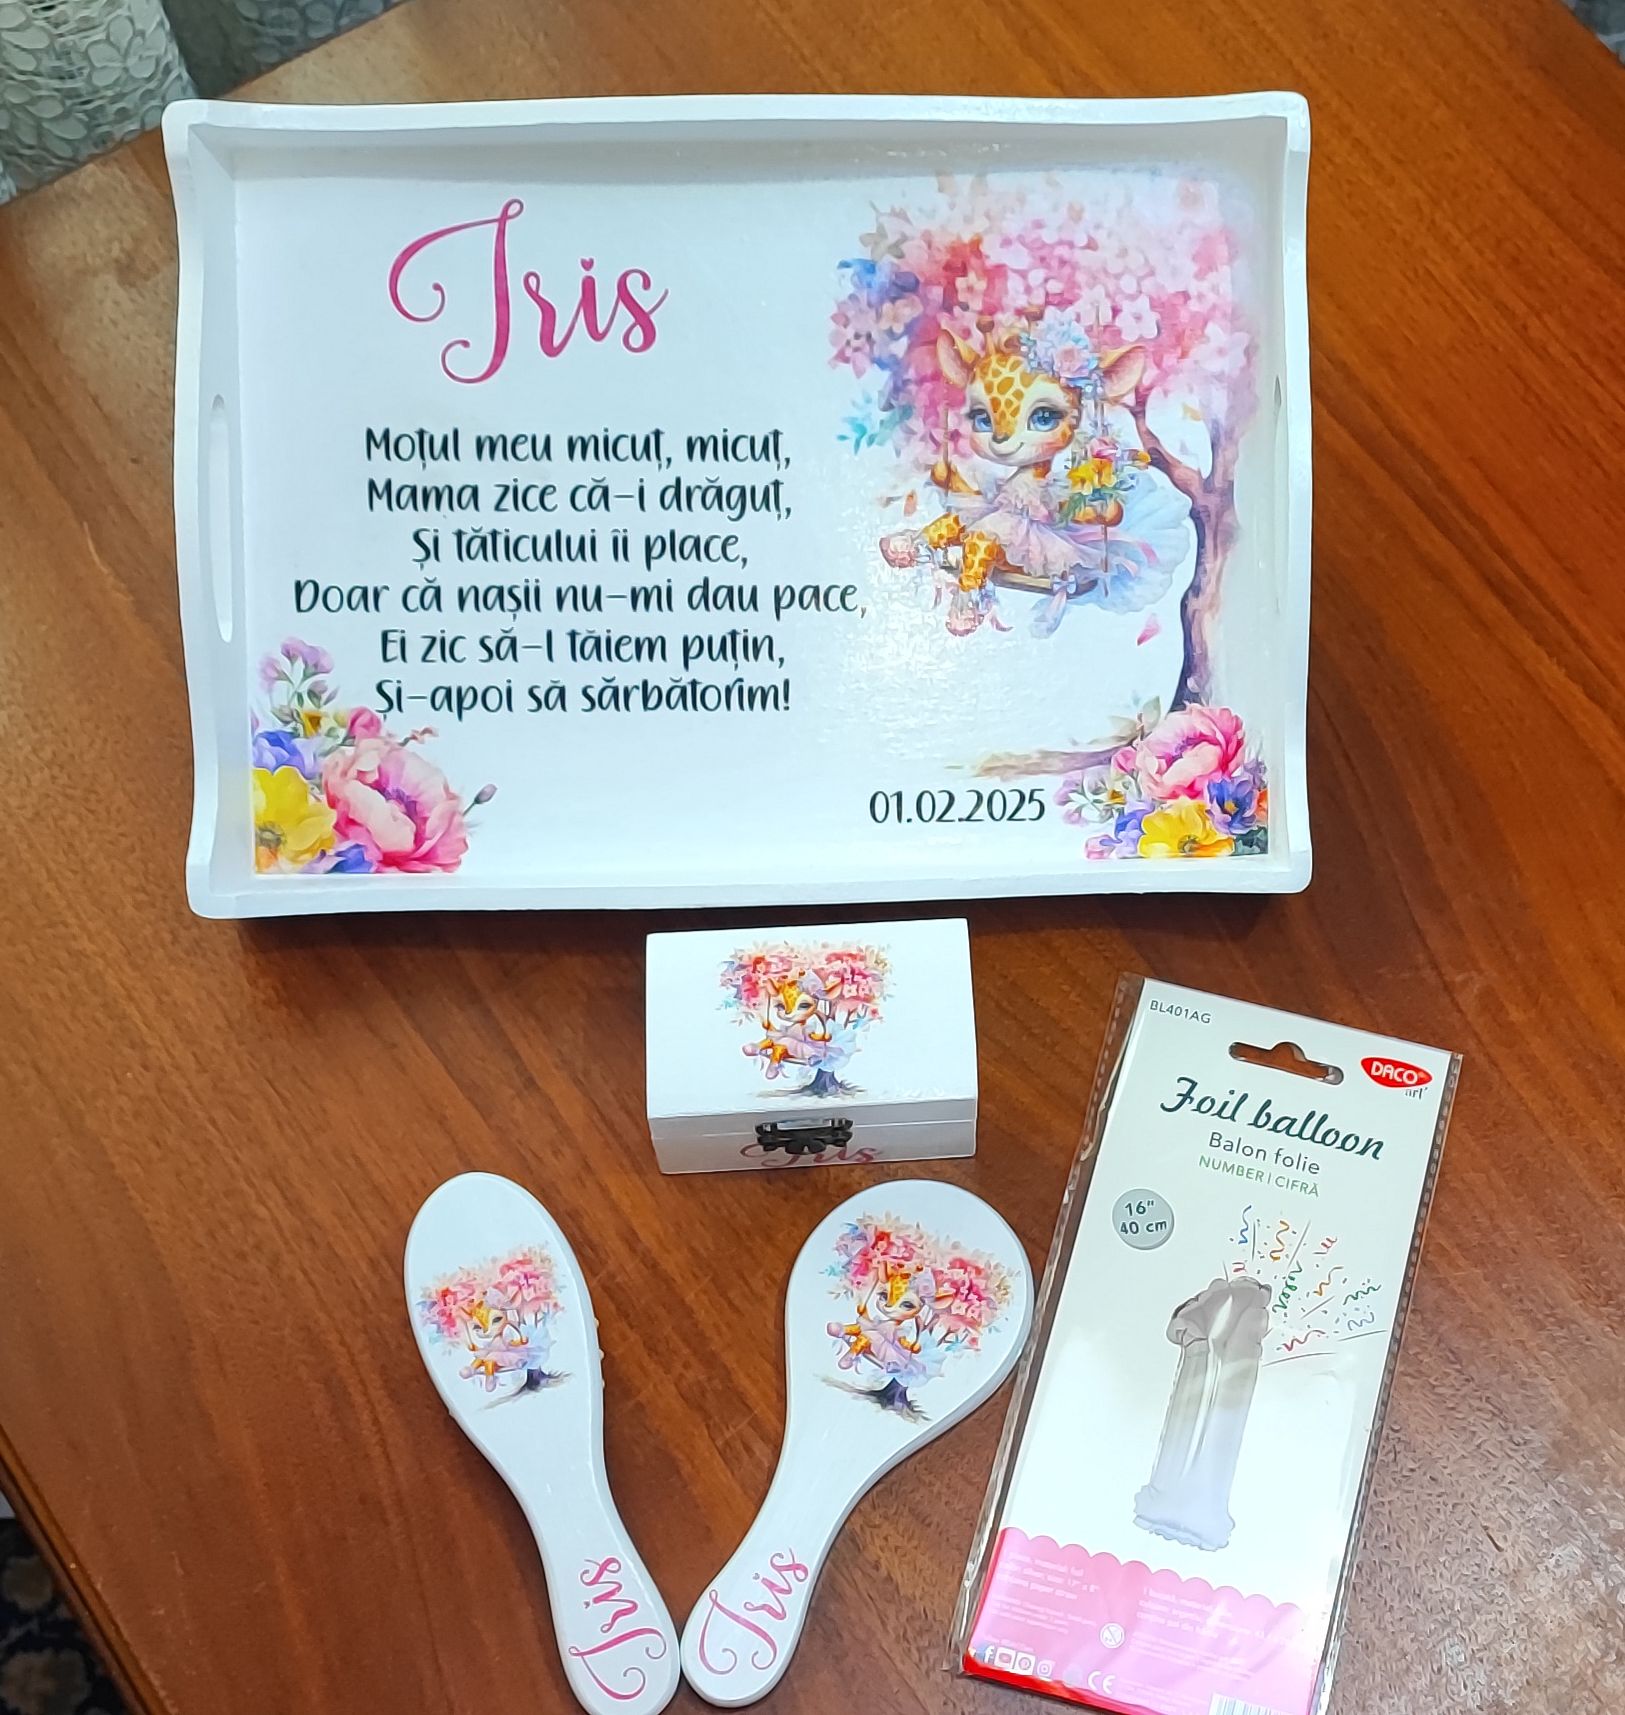 Iris
Moțul meu micuț, micuț,
Mama zice că-i drăguț,
Și tăticului îi place,
Doar că nașii nu-mi dau pace,
Ei zic să-l tăiem puțin,
Și-apoi să sărbătorim!
01.02.2025
Iris
BL401AG
DACO
art
Foil balloon
Balon folie
NUMBER | CIFRĂ
16"
40 cm
Iris
Iris
CE